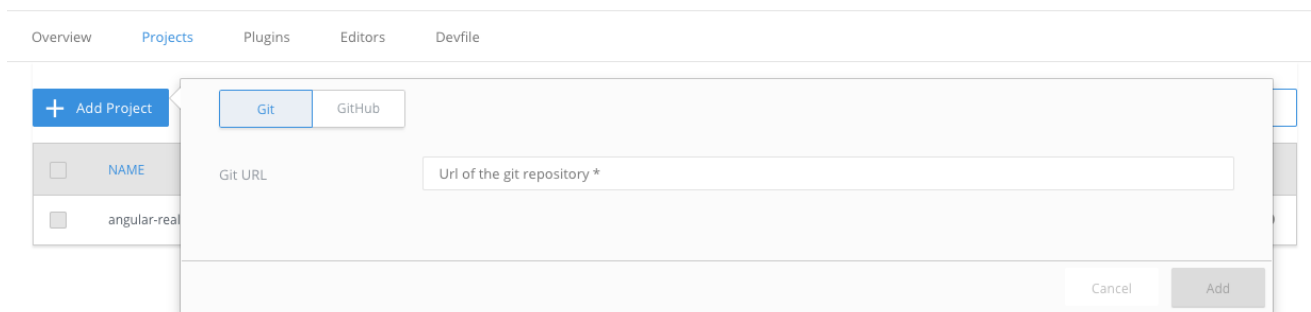 Overview Projects Plugins Editors Devfile
Add Project
Git GitHub
NAME
Git URL Url of the git repository *
angular-real
Cancel Add